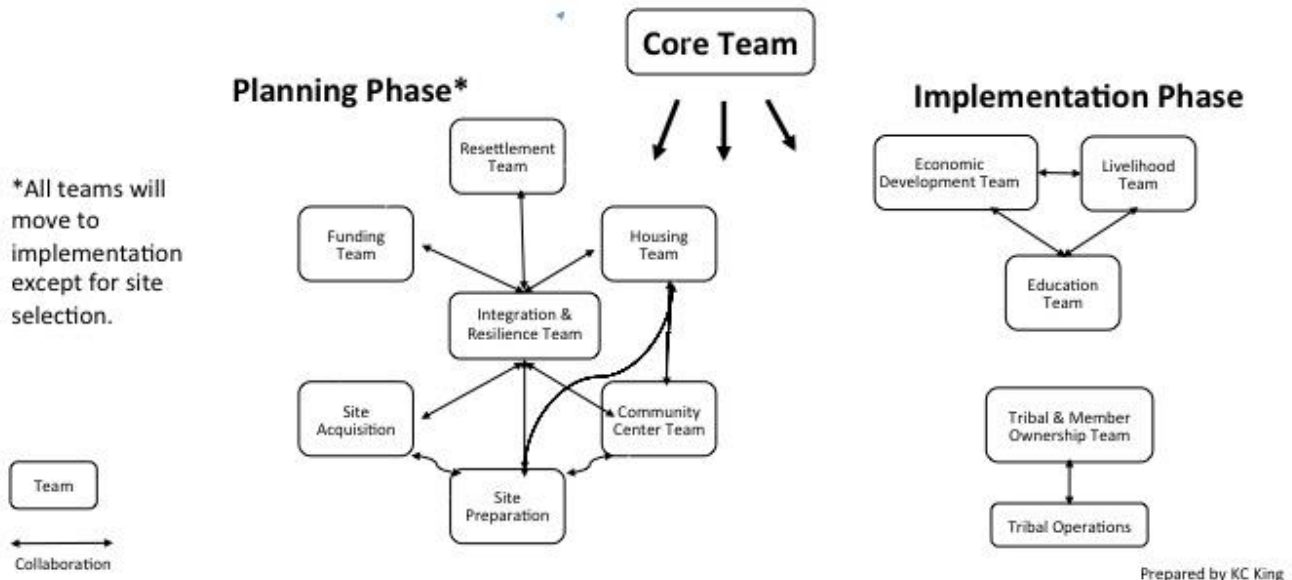 Core Team
Planning Phase*
Implementation Phase
*All teams will
move to
implementation
except for site
selection.
Resettlement
Team
Funding
Team
Housing
Team
Integration &
Resilience Team
Site
Acquisition
Community
Center Team
Site
Preparation
Economic
Development Team
Livelihood
Team
Education
Team
Tribal & Member
Ownership Team
Tribal Operations
Team
Collaboration
Prepared by KC King